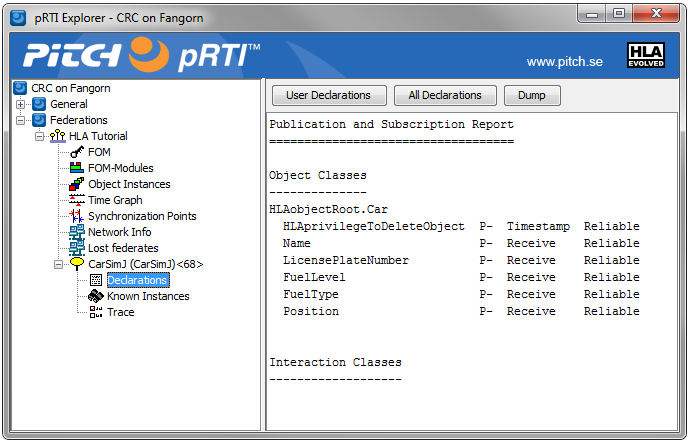 pRTI Explorer - CRC on Fangorn
PITCH pRTI™
www.pitch.se
HLA
EVOLVED
CRC on Fangorn
General
Federations
HLA Tutorial
FOM
FOM-Modules
Object Instances
Time Graph
Synchronization Points
Network Info
Lost federates
CarSimJ (CarSimJ)<68>
Declarations
Known Instances
Trace
User Declarations All Declarations Dump
Publication and Subscription Report
===================================
Object Classes
--------------
HLAobjectRoot.Car
HLAprivilegeToDeleteObject P- Timestamp Reliable
Name P- Receive Reliable
LicensePlateNumber P- Receive Reliable
FuelLevel P- Receive Reliable
FuelType P- Receive Reliable
Position P- Receive Reliable
Interaction Classes
-------------------